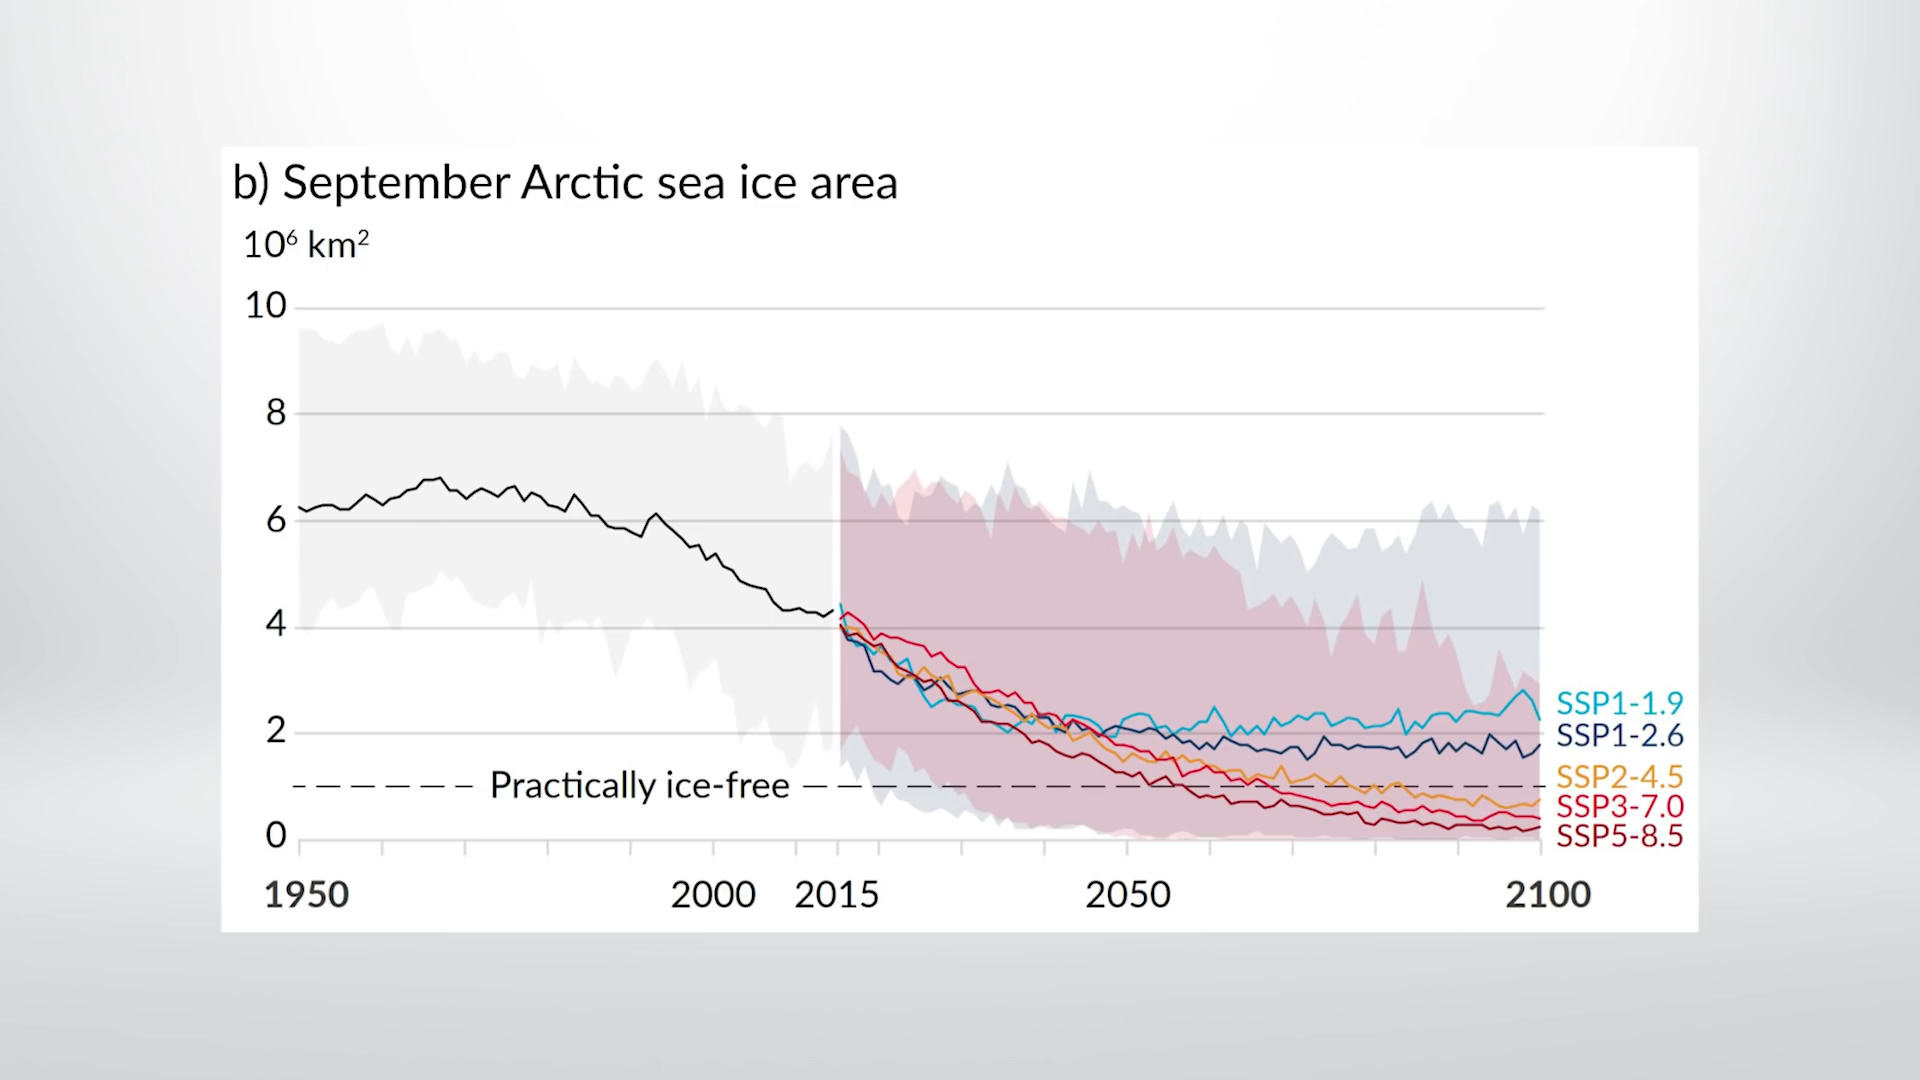 b) September Arctic sea ice area
10⁶ km²
10
8
6
4
2
Practically ice-free
0
1950 2000 2015 2050 2100
SSP1-1.9
SSP1-2.6
SSP2-4.5
SSP3-7.0
SSP5-8.5